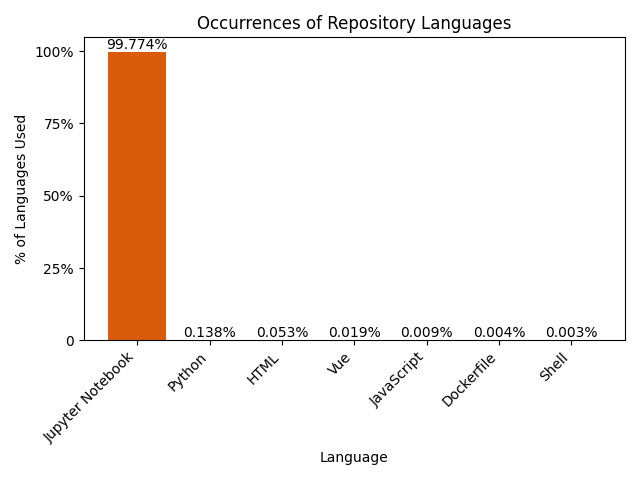 Occurrences of Repository Languages
% of Languages Used
100%
75%
50%
25%
0
99.774%
0.138%
0.053%
0.019%
0.009%
0.004%
0.003%
Jupyter Notebook
Python
HTML
Vue
JavaScript
Dockerfile
Shell
Language